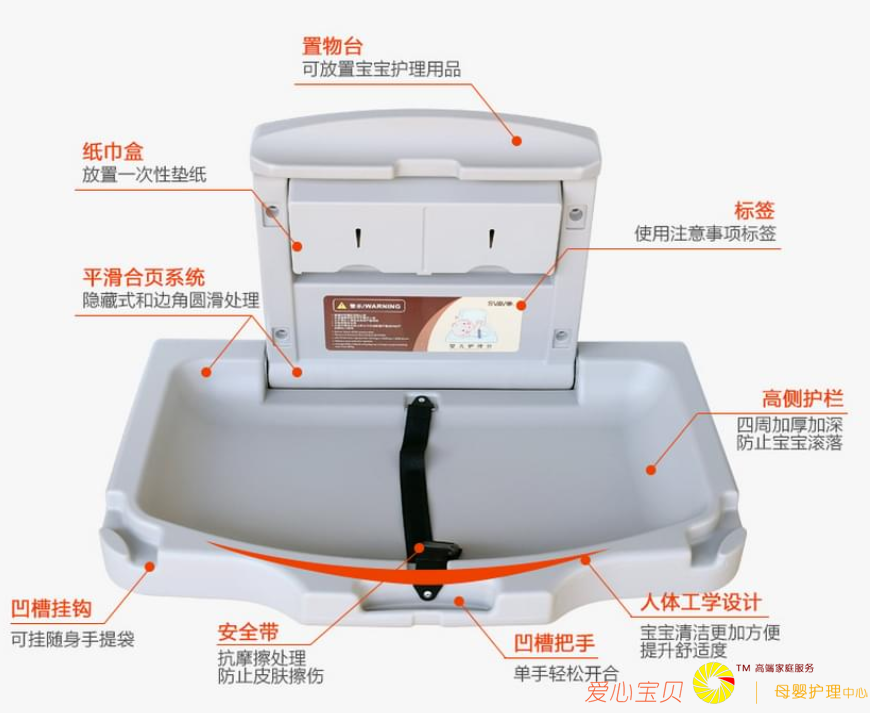 置物台
可放置宝宝护理用品
纸巾盒
放置一次性垫纸
标签
使用注意事项标签
平滑合页系统
隐藏式和边角圆滑处理
警示/WARNING
婴儿护理台
高侧护栏
四周加厚加深
防止宝宝滚落
凹槽挂钩
可挂随身手提袋
安全带
抗摩擦处理
防止皮肤擦伤
凹槽把手
单手轻松开合
人体工学设计
宝宝清洁更加方便
提升舒适度
爱心宝贝
TM 高端家庭服务
母婴护理中心